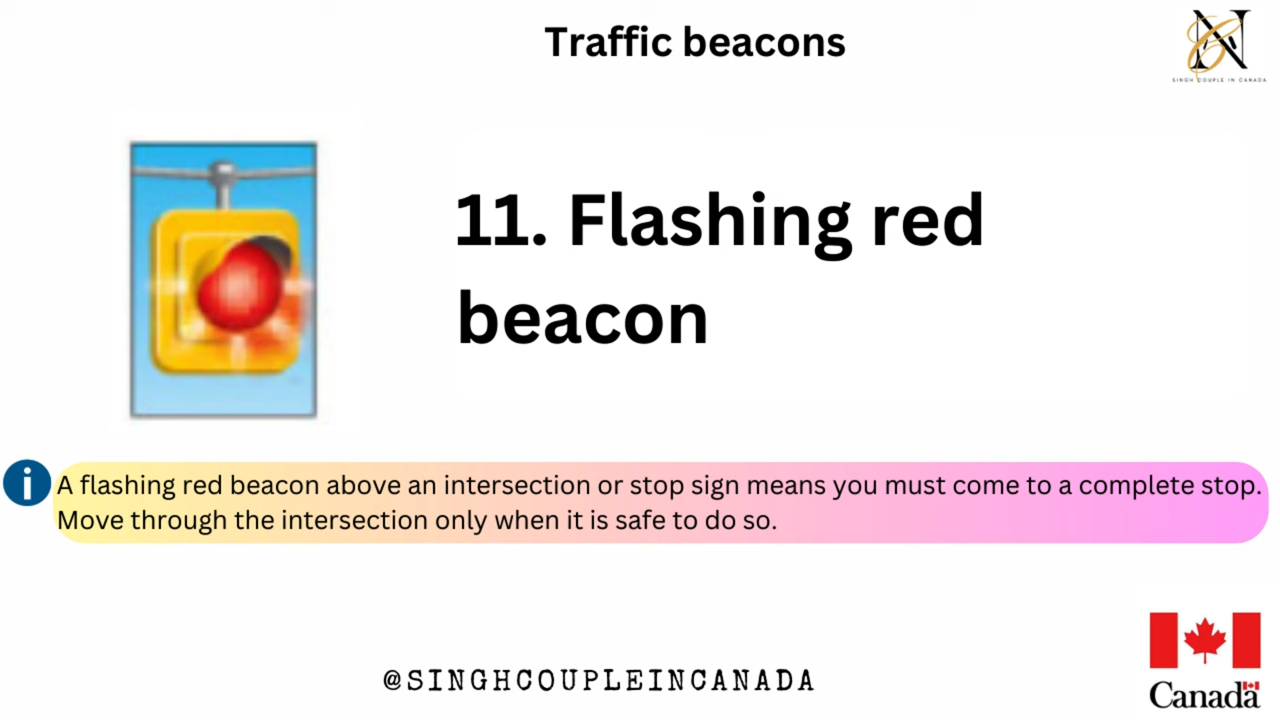 Traffic beacons
SINGH COUPLE IN CANADA
11. Flashing red
beacon
A flashing red beacon above an intersection or stop sign means you must come to a complete stop.
Move through the intersection only when it is safe to do so.
@SINGHCOUPLEINCANADA
Canada